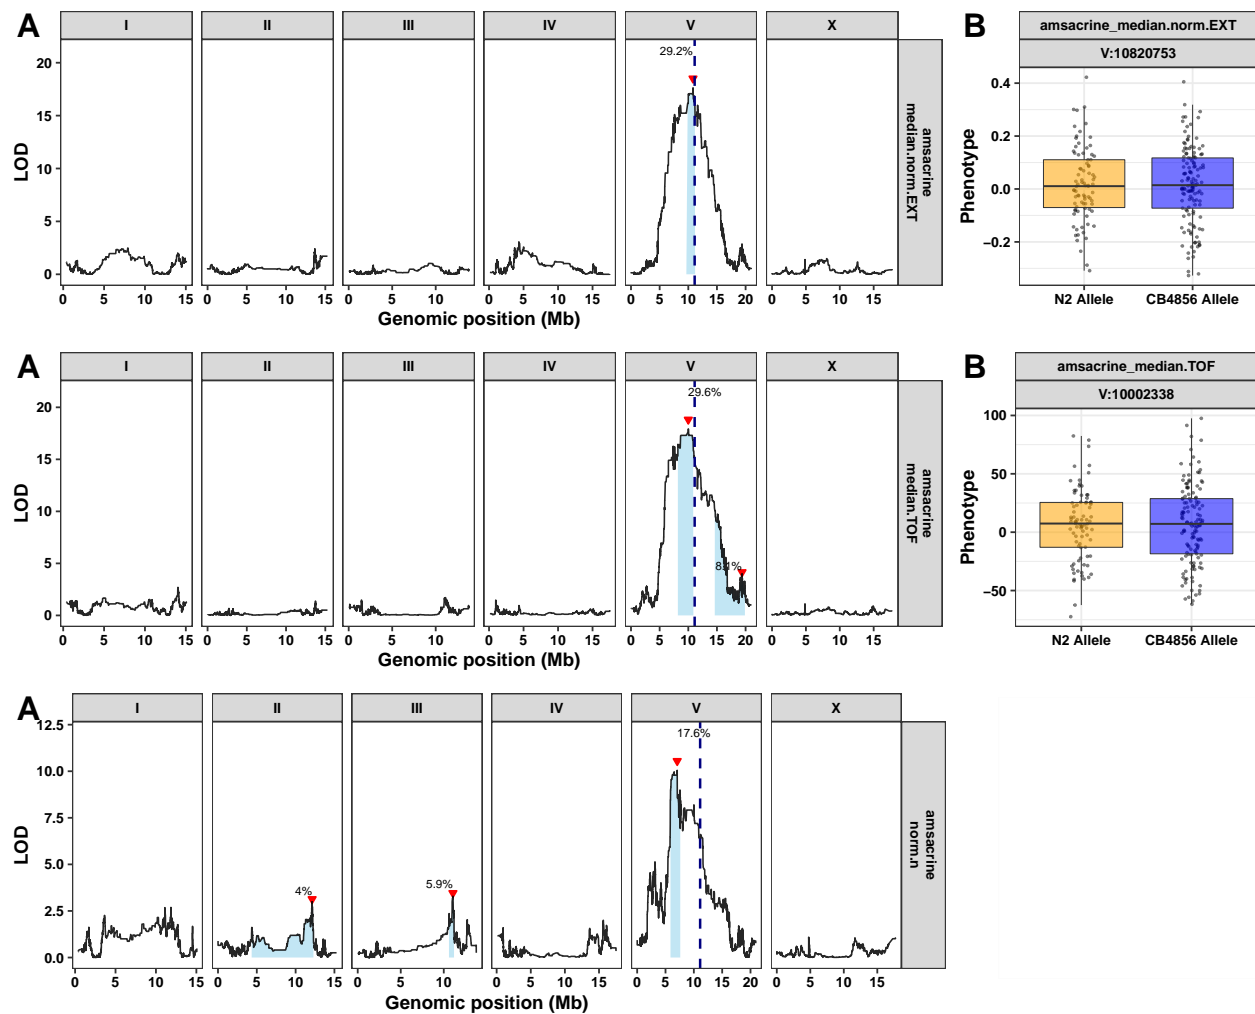 A
I II III IV V X
29.2%
LOD
20
15
10
5
0
amsacrine
median.norm.EXT
0 5 10 15 0 5 10 15 0 5 10 0 5 10 15 0 5 10 15 20 0 5 10 15
Genomic position (Mb)
B
amsacrine_median.norm.EXT
V:10820753
Phenotype
0.4
0.2
0.0
−0.2
N2 Allele CB4856 Allele
A
I II III IV V X
29.6%
8.1%
LOD
20
15
10
5
0
amsacrine
median.TOF
0 5 10 15 0 5 10 15 0 5 10 0 5 10 15 0 5 10 15 20 0 5 10 15
Genomic position (Mb)
B
amsacrine_median.TOF
V:10002338
Phenotype
100
50
0
−50
N2 Allele CB4856 Allele
A
I II III IV V X
17.6%
4%
5.9%
LOD
12.5
10.0
7.5
5.0
2.5
0.0
amsacrine
norm.n
0 5 10 15 0 5 10 15 0 5 10 0 5 10 15 0 5 10 15 20 0 5 10 15
Genomic position (Mb)